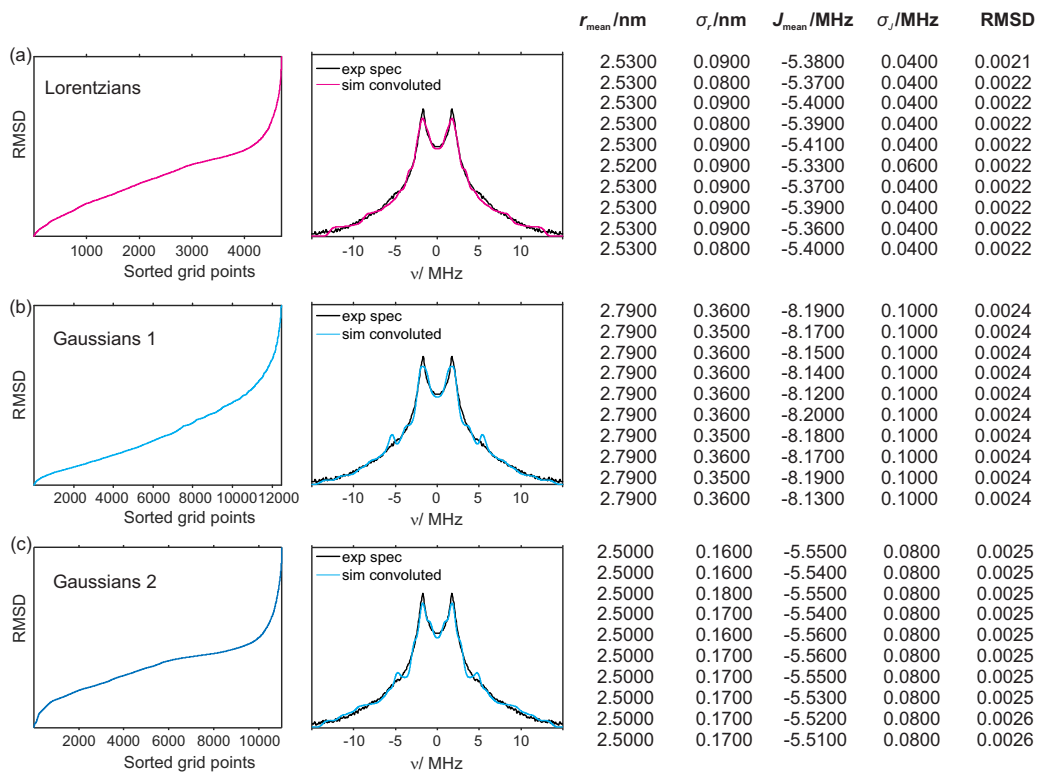 r mean /nm σr/nm Jmean/MHz σJ/MHz RMSD
(a)
Lorentzians
RMSD
1000 2000 3000 4000
Sorted grid points
exp spec
sim convoluted
-10 -5 0 5 10
ν/ MHz
2.5300 0.0900 -5.3800 0.0400 0.0021
2.5300 0.0800 -5.3700 0.0400 0.0022
2.5300 0.0900 -5.4000 0.0400 0.0022
2.5300 0.0800 -5.3900 0.0400 0.0022
2.5300 0.0900 -5.4100 0.0400 0.0022
2.5200 0.0900 -5.3300 0.0600 0.0022
2.5300 0.0900 -5.3700 0.0400 0.0022
2.5300 0.0900 -5.3900 0.0400 0.0022
2.5300 0.0900 -5.3600 0.0400 0.0022
2.5300 0.0800 -5.4000 0.0400 0.0022
(b)
Gaussians 1
RMSD
2000 4000 6000 8000 10000 12000
Sorted grid points
exp spec
sim convoluted
-10 -5 0 5 10
ν/ MHz
2.7900 0.3600 -8.1900 0.1000 0.0024
2.7900 0.3500 -8.1700 0.1000 0.0024
2.7900 0.3600 -8.1500 0.1000 0.0024
2.7900 0.3600 -8.1400 0.1000 0.0024
2.7900 0.3600 -8.1200 0.1000 0.0024
2.7900 0.3600 -8.2000 0.1000 0.0024
2.7900 0.3500 -8.1800 0.1000 0.0024
2.7900 0.3600 -8.1700 0.1000 0.0024
2.7900 0.3500 -8.1900 0.1000 0.0024
2.7900 0.3600 -8.1300 0.1000 0.0024
(c)
Gaussians 2
RMSD
2000 4000 6000 8000 10000
Sorted grid points
exp spec
sim convoluted
-10 -5 0 5 10
ν/ MHz
2.5000 0.1600 -5.5500 0.0800 0.0025
2.5000 0.1600 -5.5400 0.0800 0.0025
2.5000 0.1800 -5.5500 0.0800 0.0025
2.5000 0.1700 -5.5400 0.0800 0.0025
2.5000 0.1600 -5.5600 0.0800 0.0025
2.5000 0.1700 -5.5600 0.0800 0.0025
2.5000 0.1700 -5.5500 0.0800 0.0025
2.5000 0.1700 -5.5300 0.0800 0.0025
2.5000 0.1700 -5.5200 0.0800 0.0026
2.5000 0.1700 -5.5100 0.0800 0.0026